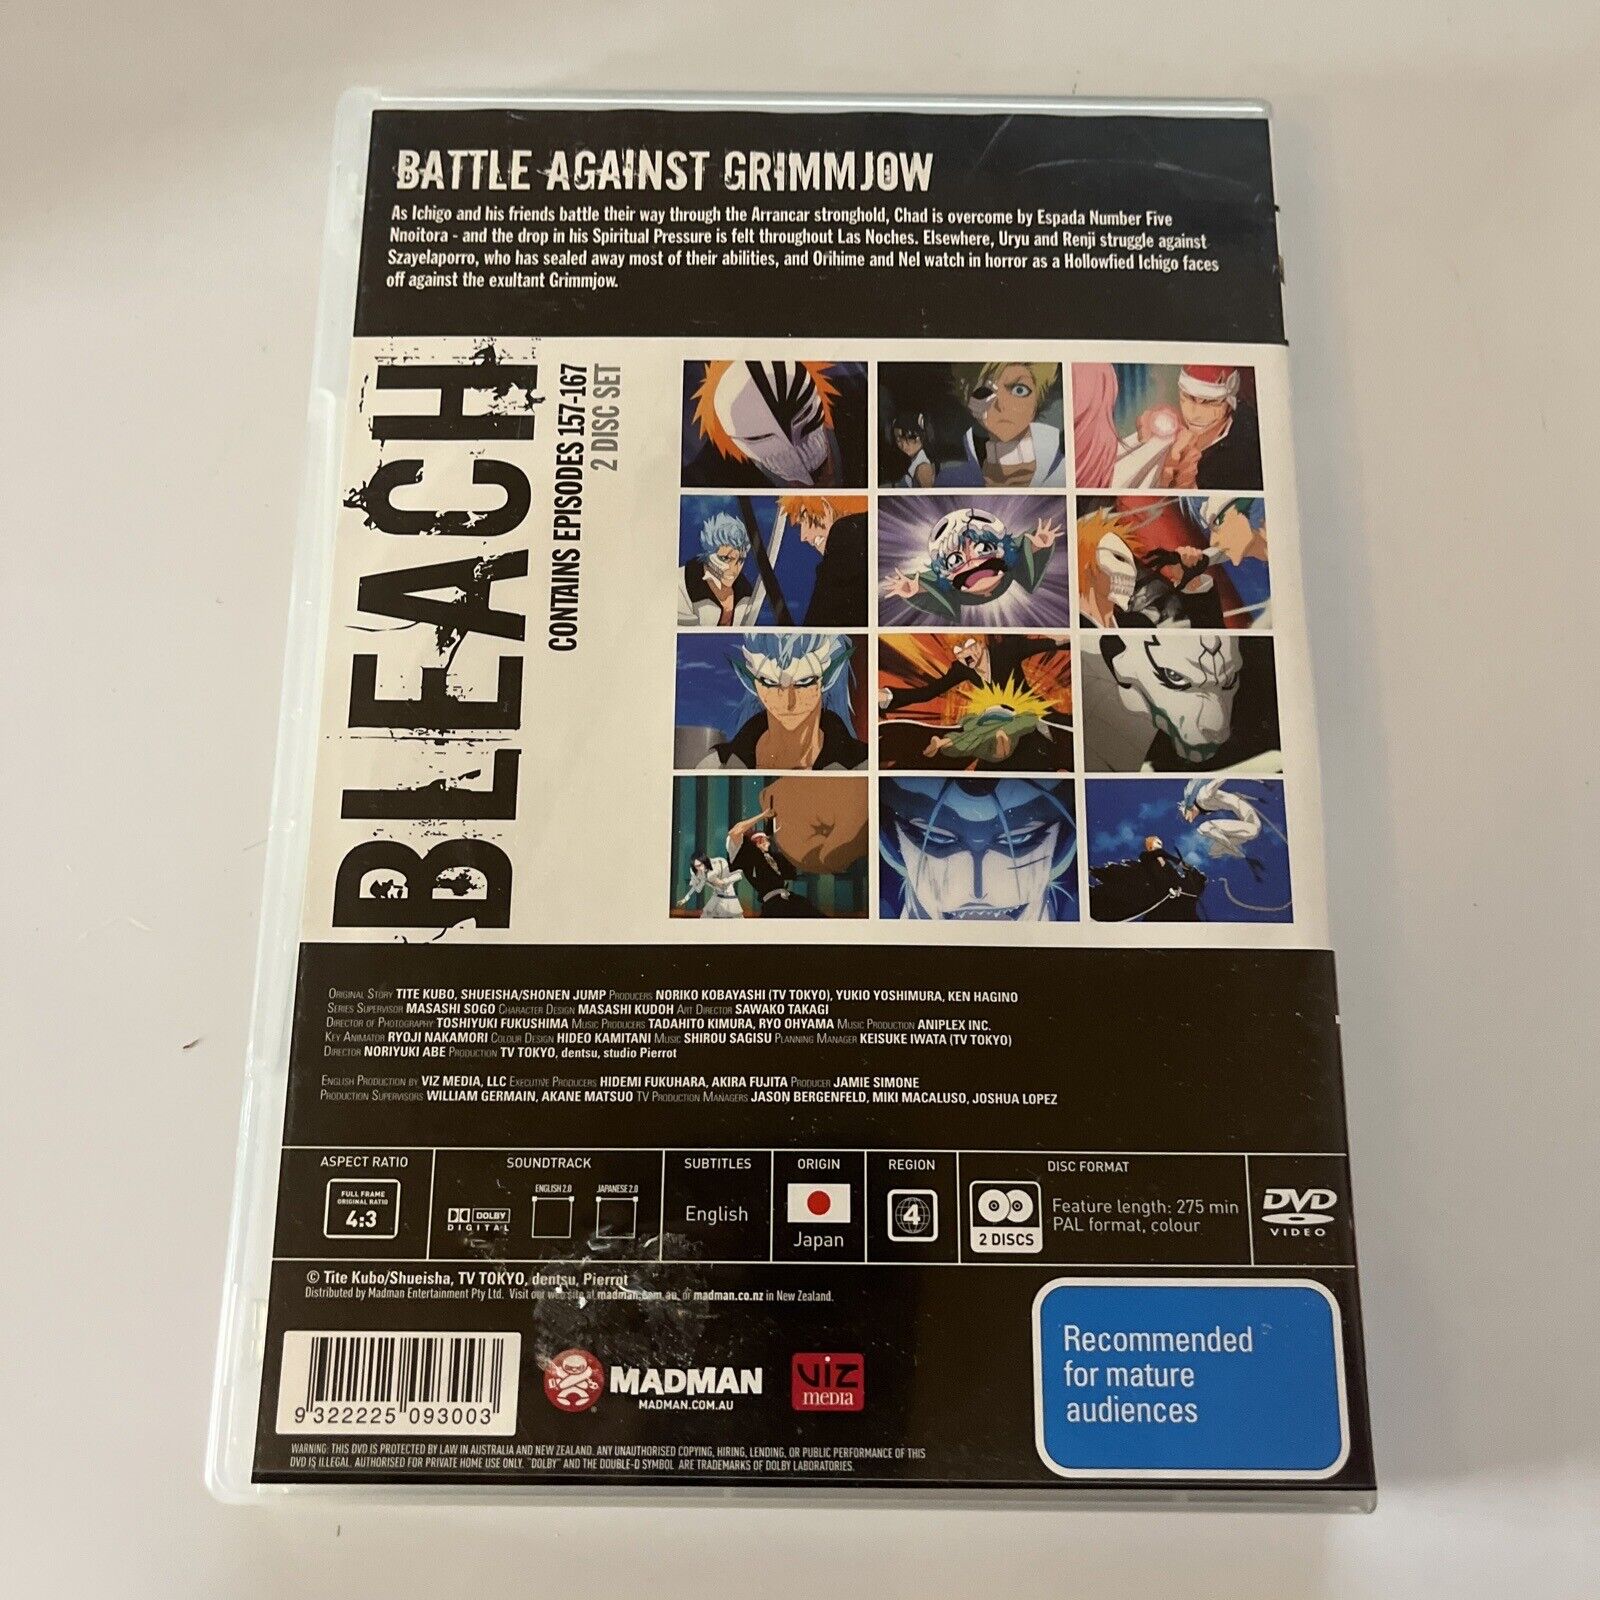 BATTLE AGAINST GRIMMJOW
As Ichigo and his friends battle their way through the Arrancar stronghold, Chad is overcome by Espada Number Five
Nnoitora - and the drop in his Spiritual Pressure is felt throughout Las Noches. Elsewhere, Uryu and Renji struggle against
Szayelaporro, who has sealed away most of their abilities, and Orihime and Nel watch in horror as a Hollowfied Ichigo faces
off against the exultant Grimmjow.
BLEACH
CONTAINS EPISODES 157-167
2 DISC SET
ORIGINAL STORY TITE KUBO, SHUEISHA/SHONEN JUMP PRODUCERS NORIKO KOBAYASHI (TV TOKYO), YUKIO YOSHIMURA, KEN HAGINO
SERIES SUPERVISOR MASASHI SOGO CHARACTER DESIGN MASASHI KUDOH ART DIRECTOR SAWAKO TAKAGI
DIRECTOR OF PHOTOGRAPHY TOSHIYUKI FUKUSHIMA MUSIC PRODUCERS TADAHITO KIMURA, RYO OHYAMA MUSIC PRODUCTION ANIPLEX INC.
KEY ANIMATOR RYOJI NAKAMORI COLOUR DESIGN HIDEO KAMITANI MUSIC SHIROU SAGISU PLANNING MANAGER KEISUKE IWATA (TV TOKYO)
DIRECTOR NORIYUKI ABE PRODUCTION TV TOKYO, dentsu, studio Pierrot
ENGLISH PRODUCTION BY VIZ MEDIA, LLC EXECUTIVE PRODUCERS HIDEMI FUKUHARA, AKIRA FUJITA PRODUCER JAMIE SIMONE
PRODUCTION SUPERVISORS WILLIAM GERMAIN, AKANE MATSUO TV PRODUCTION MANAGERS JASON BERGENFELD, MIKI MACALUSO, JOSHUA LOPEZ
ASPECT RATIO
FULL FRAME
ORIGINAL RATIO
4:3
SOUNDTRACK
DOLBY
DIGITAL
ENGLISH 2.0
JAPANESE 2.0
SUBTITLES
English
ORIGIN
Japan
REGION
4
DISC FORMAT
2 DISCS
Feature length: 275 min
PAL format, colour
DVD
VIDEO
© Tite Kubo/Shueisha, TV TOKYO, dentsu, Pierrot
Distributed by Madman Entertainment Pty Ltd. Visit our web site at madman.com.au, or madman.co.nz in New Zealand.
9 322225 093003
MADMAN
MADMAN.COM.AU
VIZ
media
Recommended
for mature
audiences
WARNING: THIS DVD IS PROTECTED BY LAW IN AUSTRALIA AND NEW ZEALAND. ANY UNAUTHORISED COPYING, HIRING, LENDING, OR PUBLIC PERFORMANCE OF THIS
DVD IS ILLEGAL. AUTHORISED FOR PRIVATE HOME USE ONLY. "DOLBY" AND THE DOUBLE-D SYMBOL ARE TRADEMARKS OF DOLBY LABORATORIES.